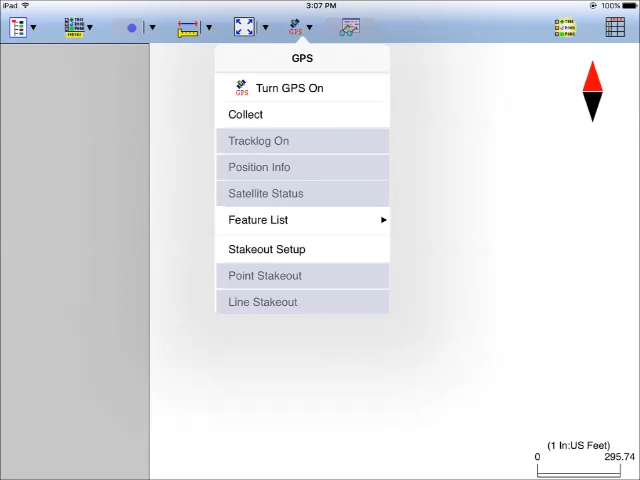 iPad 3:07 PM 100%
GPS
GPS
Turn GPS On
GPS
Collect
Tracklog On
Position Info
Satellite Status
Feature List
Stakeout Setup
Point Stakeout
Line Stakeout
(1 In:US Feet)
0 295.74